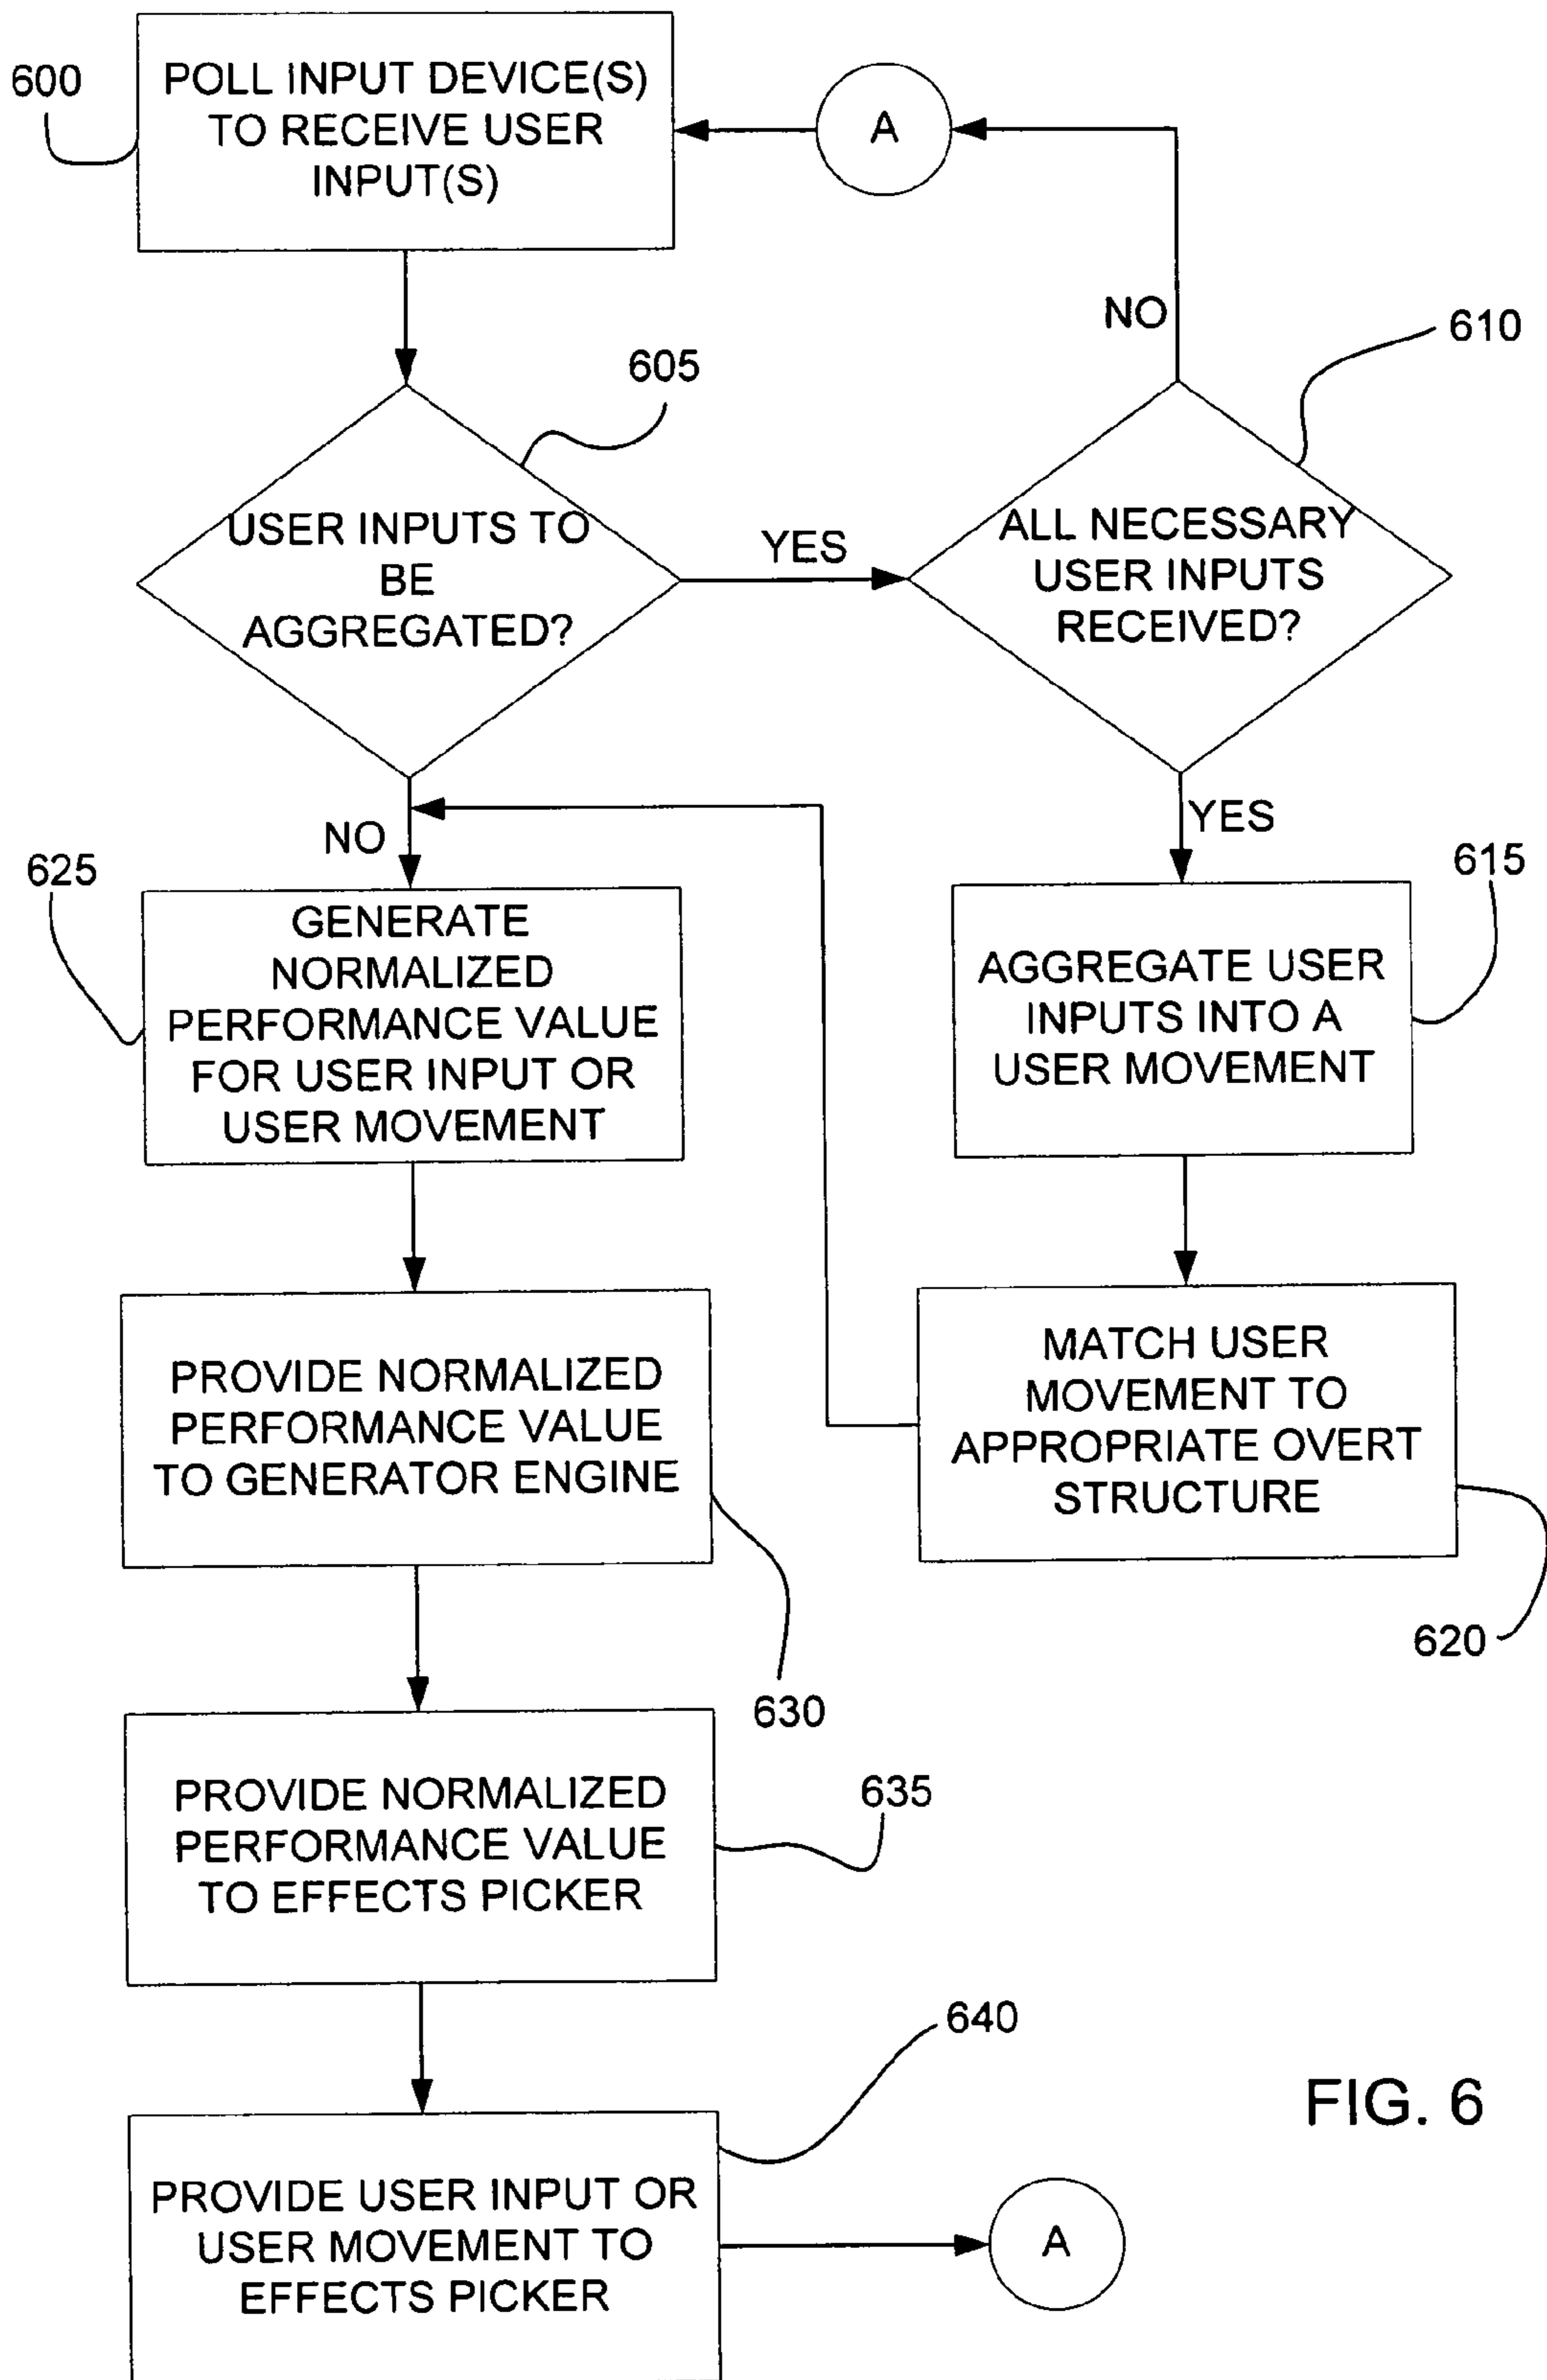 600
POLL INPUT DEVICE(S)
TO RECEIVE USER
INPUT(S)
A
NO
610
605
USER INPUTS TO
BE
AGGREGATED?
YES
ALL NECESSARY
USER INPUTS
RECEIVED?
NO
YES
625
GENERATE
NORMALIZED
PERFORMANCE VALUE
FOR USER INPUT OR
USER MOVEMENT
615
AGGREGATE USER
INPUTS INTO A
USER MOVEMENT
PROVIDE NORMALIZED
PERFORMANCE VALUE
TO GENERATOR ENGINE
630
MATCH USER
MOVEMENT TO
APPROPRIATE OVERT
STRUCTURE
620
PROVIDE NORMALIZED
PERFORMANCE VALUE
TO EFFECTS PICKER
635
640
PROVIDE USER INPUT OR
USER MOVEMENT TO
EFFECTS PICKER
A
FIG. 6